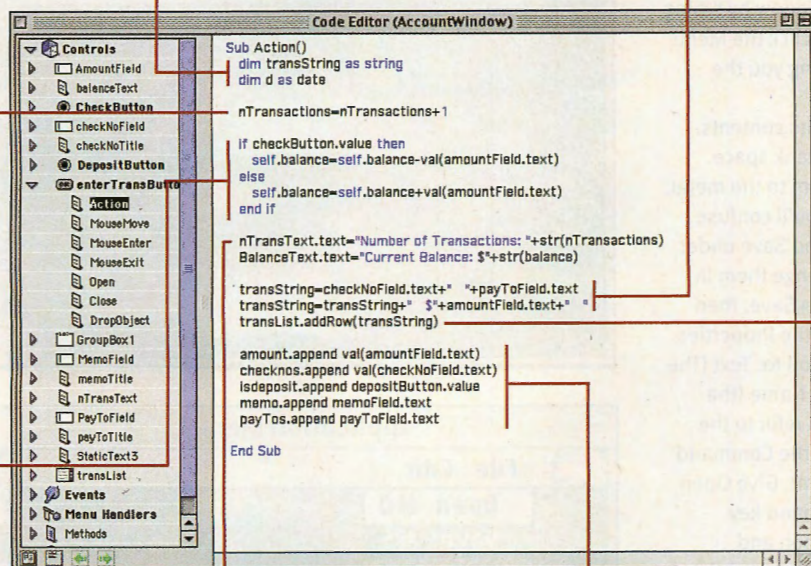 Code Editor (AccountWindow)
Controls
AmountField
balenceText
CheckButton
checkNoField
checkNoTitle
DepositButton
enterTransButto
Action
MouseMove
MouseEnter
MouseExit
Open
Close
DropObject
GroupBox1
MemoField
memoTitle
nTransText
PayToField
payToTitle
StaticText3
transList
Events
Menu Handlers
Methods
Sub Action()
dim transString as string
dim d as date
nTransactions=nTransactions+1
if checkButton.value then
self.balance=self.balance-val(amountField.text)
else
self.balance=self.balance+val(amountField.text)
end if
nTransText.text="Number of Transactions: "+str(nTransactions)
BalanceText.text="Current Balance: $"+str(balance)
transString=checkNoField.text+"  "+payToField.text
transString=transString+"  $"+amountField.text+"  "
transList.addRow(transString)
amount.append val(amountField.text)
checknos.append val(checkNoField.text)
isdeposit.append depositButton.value
memo.append memoField.text
payTos.append payToField.text
End Sub